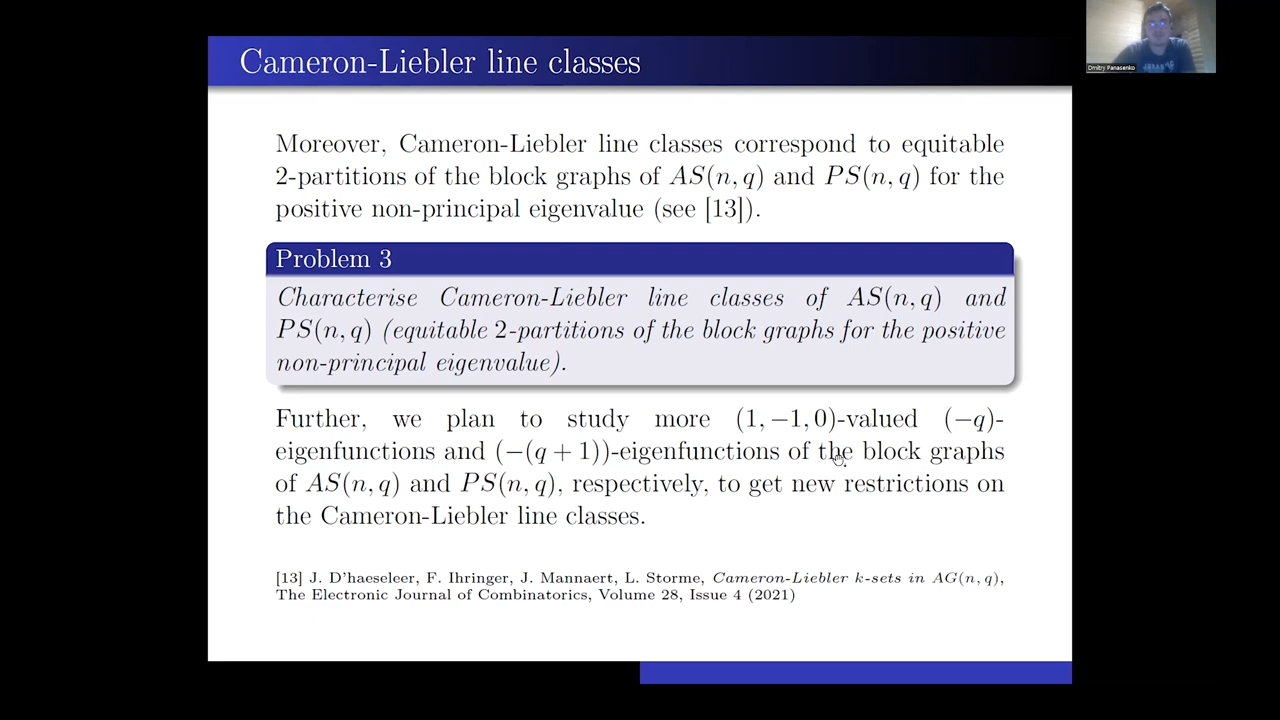 Cameron-Liebler line classes
Dmitry Panasenko
Moreover, Cameron-Liebler line classes correspond to equitable
2-partitions of the block graphs of AS(n, q) and PS(n, q) for the
positive non-principal eigenvalue (see [13]).
Problem 3
Characterise Cameron-Liebler line classes of AS(n, q) and
PS(n, q) (equitable 2-partitions of the block graphs for the positive
non-principal eigenvalue).
Further, we plan to study more (1, −1, 0)-valued (−q)-
eigenfunctions and (−(q + 1))-eigenfunctions of the block graphs
of AS(n, q) and PS(n, q), respectively, to get new restrictions on
the Cameron-Liebler line classes.
[13] J. D'haeseleer, F. Ihringer, J. Mannaert, L. Storme, Cameron-Liebler k-sets in AG(n, q),
The Electronic Journal of Combinatorics, Volume 28, Issue 4 (2021)